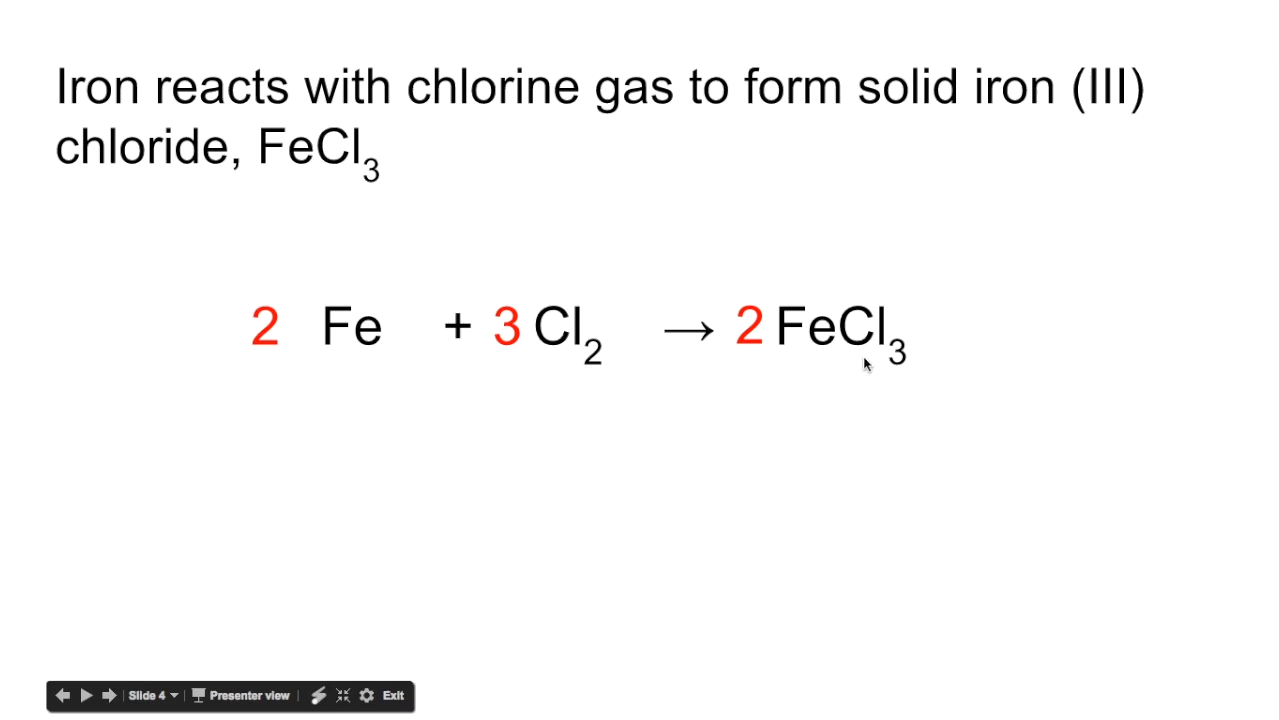 Iron reacts with chlorine gas to form solid iron (III)
chloride, FeCl₃
2 Fe + 3 Cl₂ → 2 FeCl₃
Slide 4 Presenter view Exit